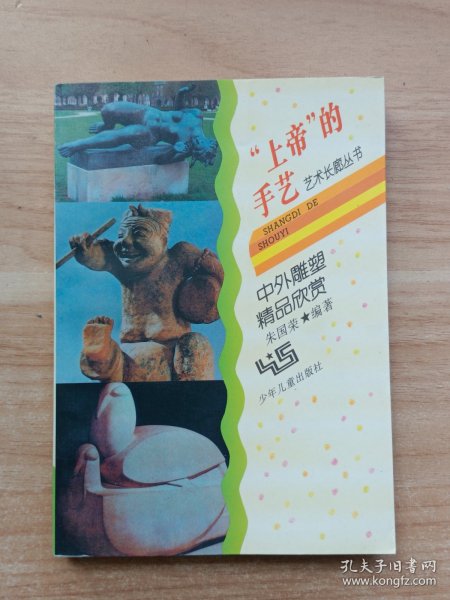 “上帝”的
手艺
艺术长廊丛书
SHANGDI DE
SHOUYI
中外雕塑
精品欣赏
朱国荣★编著
少年儿童出版社
孔夫子旧书网
www.kongfz.com